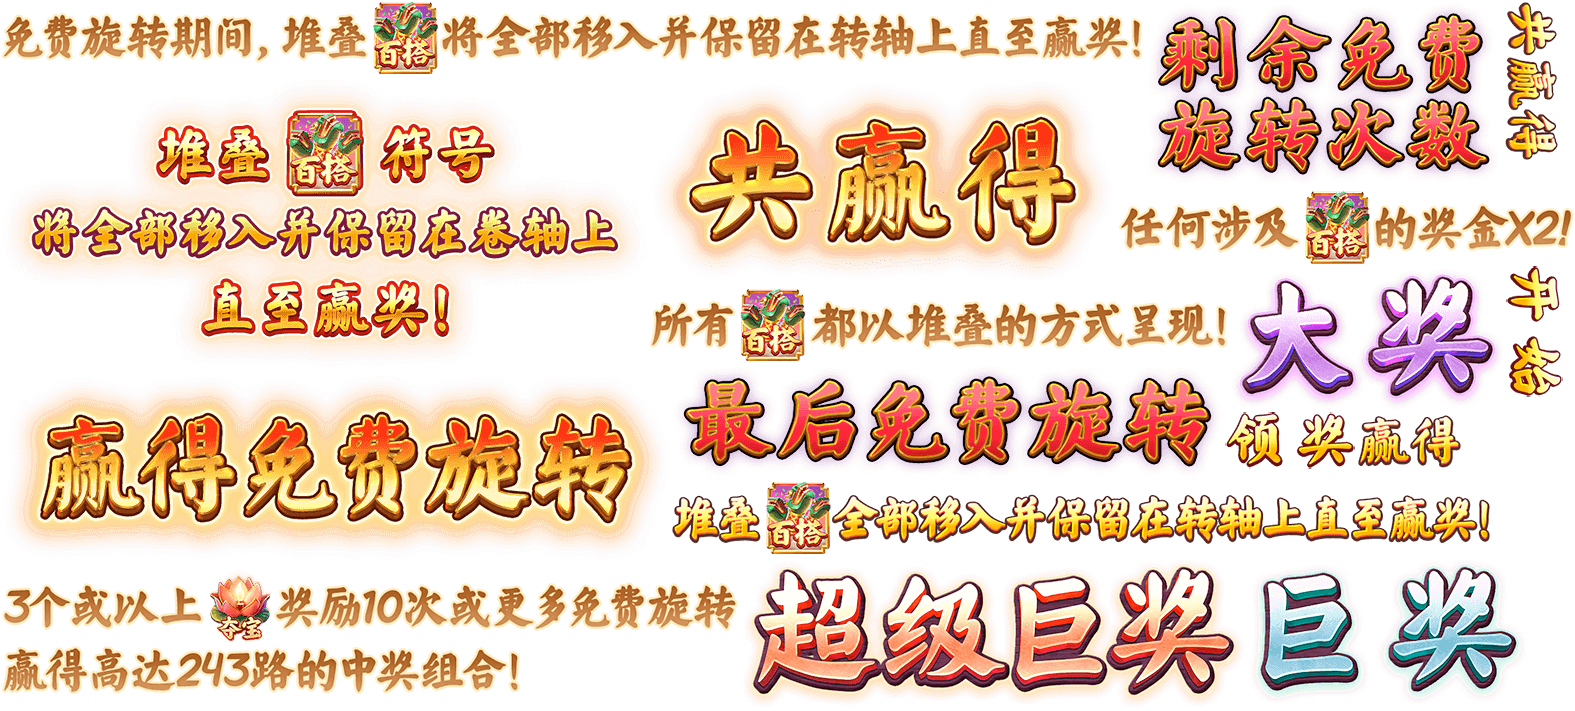 免费旋转期间，堆叠百搭将全部移入并保留在转轴上直至赢奖！
剩余免费
旋转次数
共赢得
堆叠百搭符号
将全部移入并保留在卷轴上
直至赢奖！
共赢得
任何涉及百搭的奖金X2！
所有百搭都以堆叠的方式呈现！
大奖
开始
赢得免费旋转
最后免费旋转
领奖赢得
堆叠百搭全部移入并保留在转轴上直至赢奖！
3个或以上夺宝奖励10次或更多免费旋转
赢得高达243路的中奖组合！
超级巨奖
巨奖